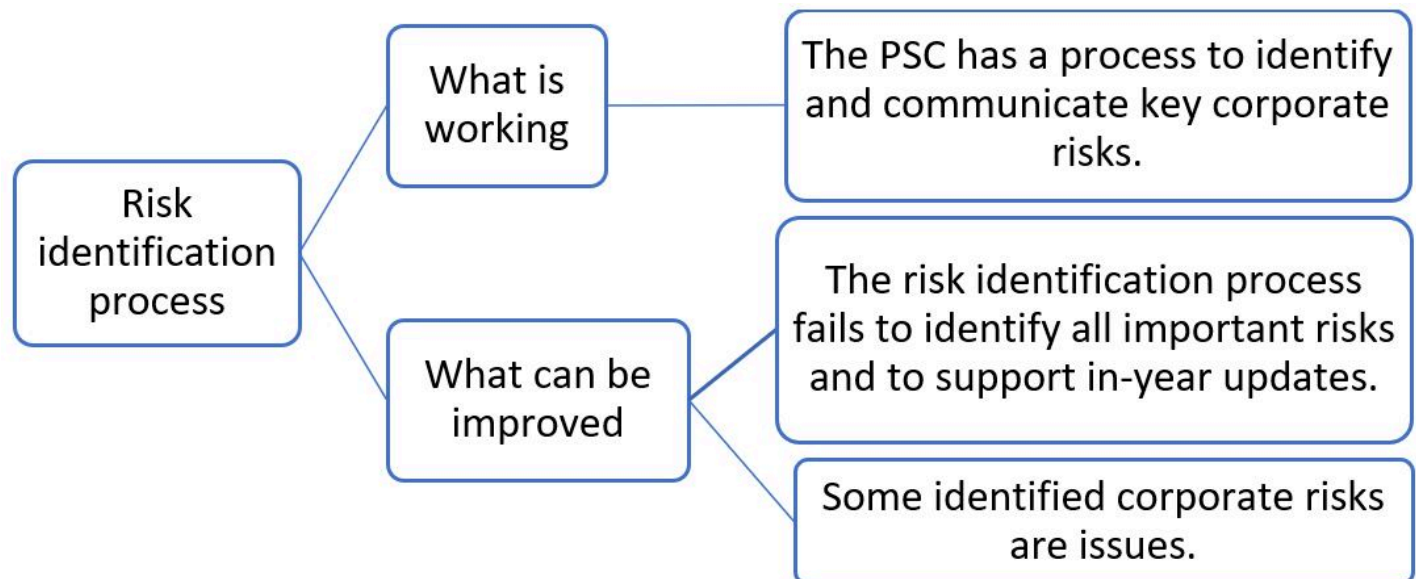 Risk
identification
process
What is
working
The PSC has a process to identify
and communicate key corporate
risks.
What can be
improved
The risk identification process
fails to identify all important risks
and to support in-year updates.
Some identified corporate risks
are issues.